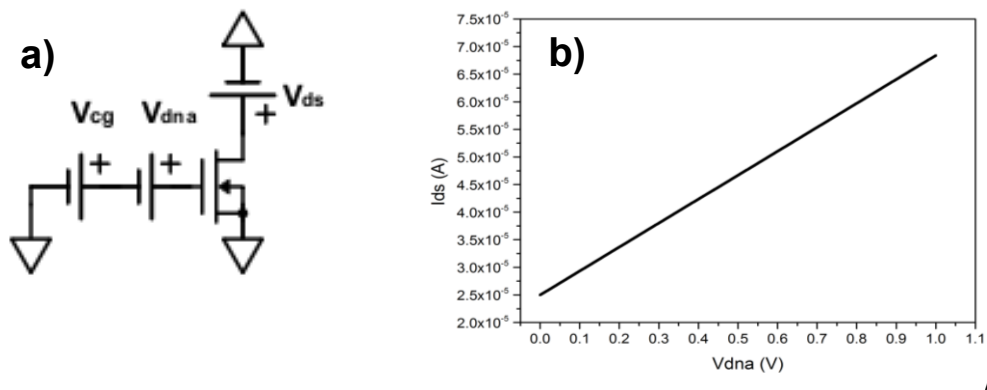 a)
Vcg
Vdna
Vds
+
+
+
b)
7.5x10⁻⁵
7.0x10⁻⁵
6.5x10⁻⁵
6.0x10⁻⁵
5.5x10⁻⁵
5.0x10⁻⁵
4.5x10⁻⁵
4.0x10⁻⁵
3.5x10⁻⁵
3.0x10⁻⁵
2.5x10⁻⁵
2.0x10⁻⁵
Ids (A)
0.0 0.1 0.2 0.3 0.4 0.5 0.6 0.7 0.8 0.9 1.0 1.1
Vdna (V)